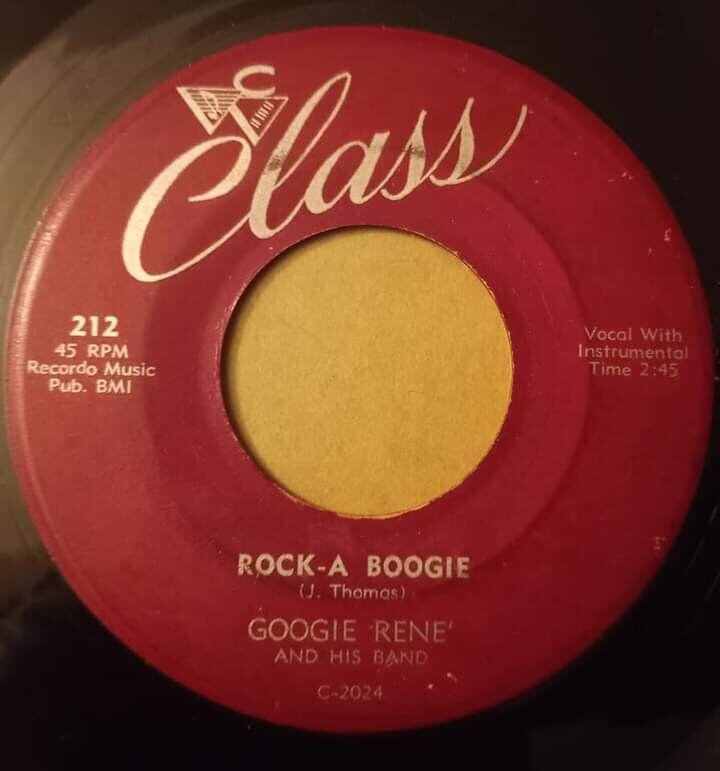 Class
212
45 RPM
Recordo Music
Pub. BMI
Vocal With
Instrumental
Time 2:45
ROCK-A BOOGIE
(J. Thomas)
GOOGIE RENE'
AND HIS BAND
C-2024